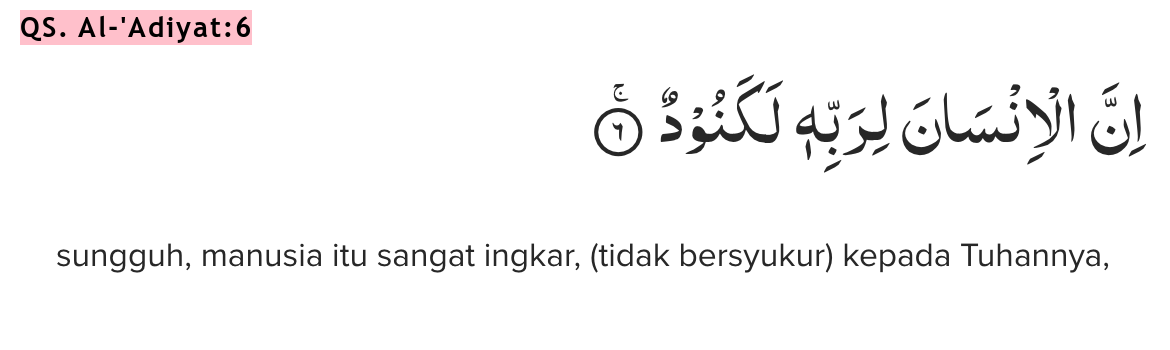 QS. Al-'Adiyat:6
اِنَّ الْاِنْسَانَ لِرَبِّهٖ لَكَنُوْدٌ ۚ ٦
sungguh, manusia itu sangat ingkar, (tidak bersyukur) kepada Tuhannya,